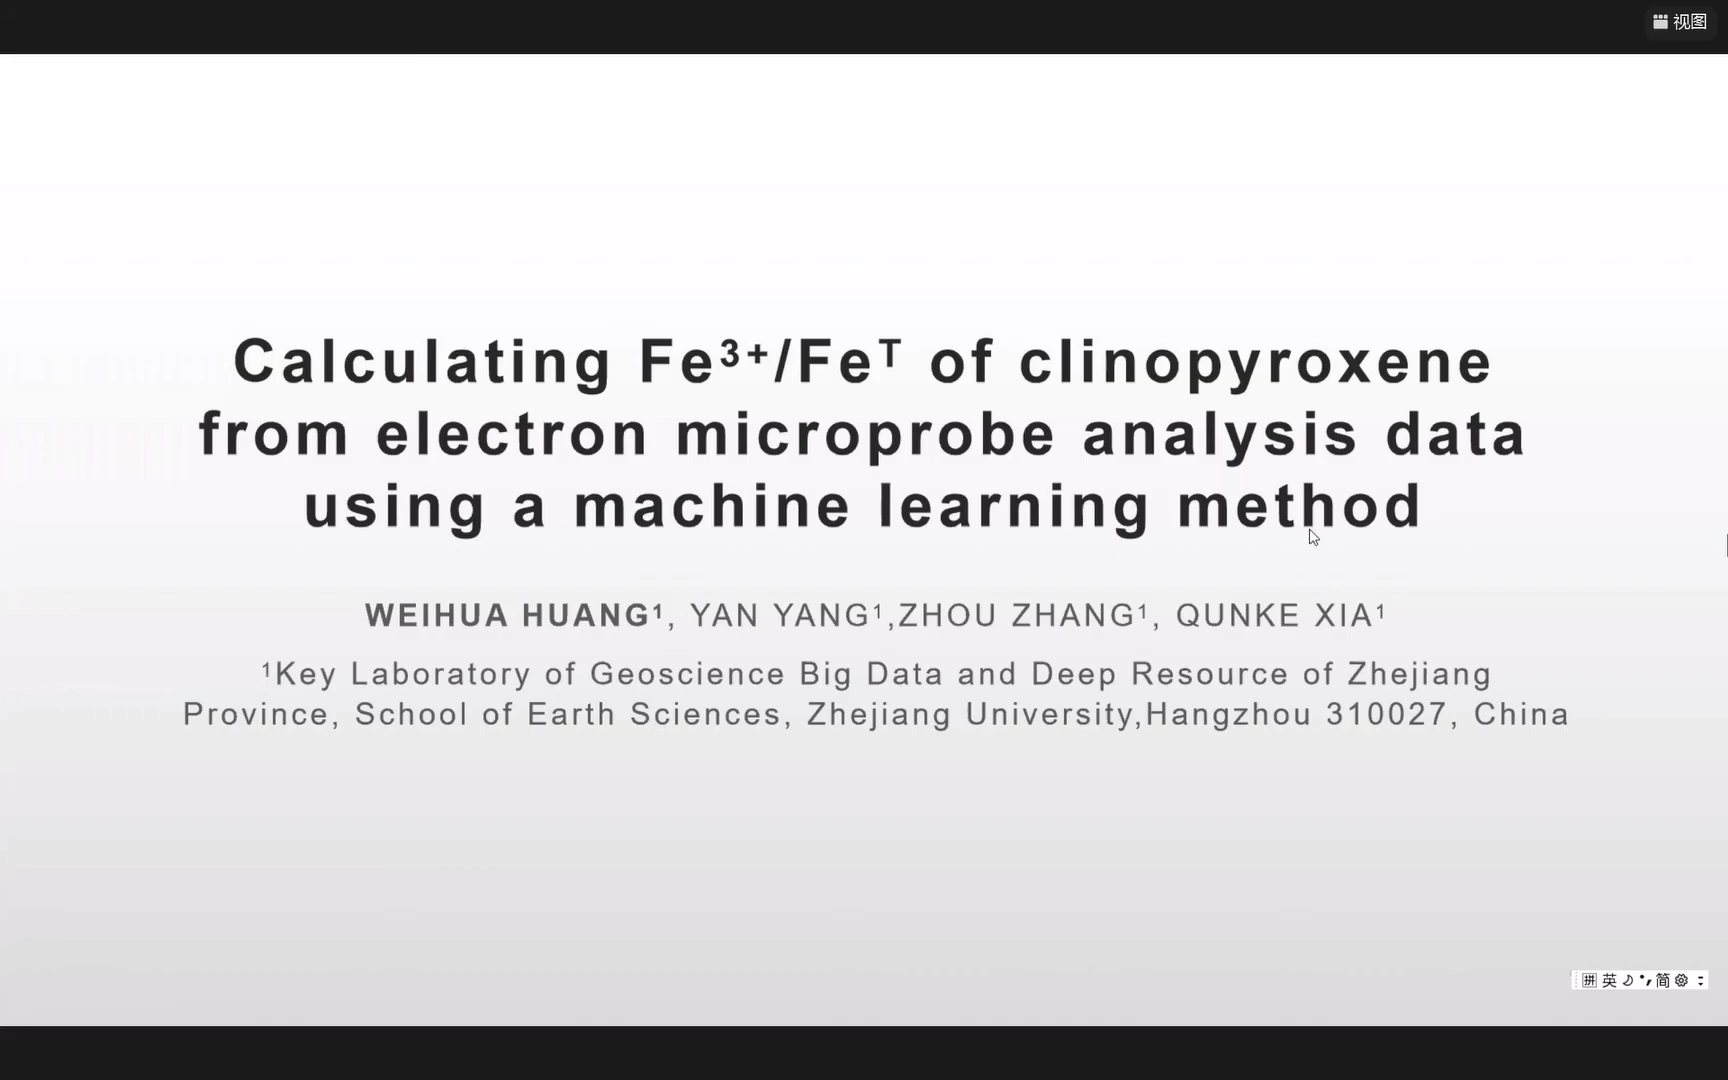 视图
Calculating Fe³⁺/Feᵀ of clinopyroxene
from electron microprobe analysis data
using a machine learning method
WEIHUA HUANG¹, YAN YANG¹,ZHOU ZHANG¹, QUNKE XIA¹
¹Key Laboratory of Geoscience Big Data and Deep Resource of Zhejiang
Province, School of Earth Sciences, Zhejiang University,Hangzhou 310027, China
拼 英 简